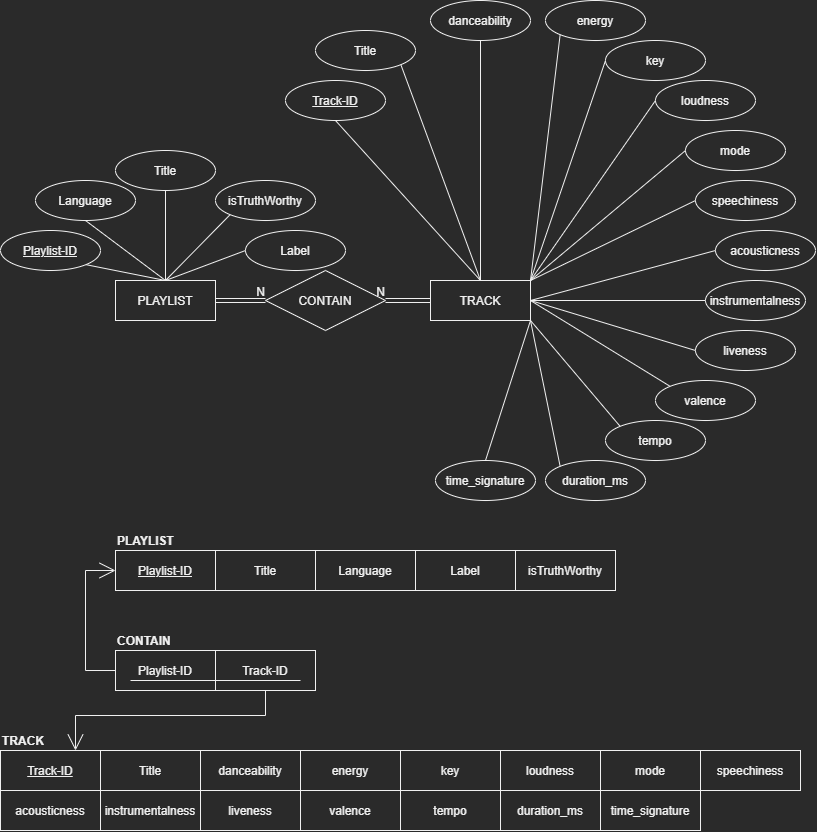 danceability
energy
Title
key
Track-ID
loudness
mode
Title
Language
isTruthWorthy
speechiness
Playlist-ID
Label
acousticness
PLAYLIST
N
CONTAIN
N
TRACK
instrumentalness
liveness
valence
tempo
time_signature
duration_ms
PLAYLIST
Playlist-ID Title Language Label isTruthWorthy
CONTAIN
Playlist-ID Track-ID
TRACK
Track-ID Title danceability energy key loudness mode speechiness
acousticness instrumentalness liveness valence tempo duration_ms time_signature